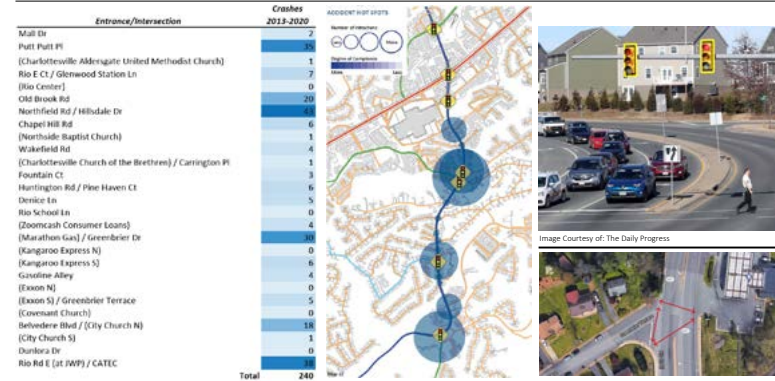 Crashes
Entrance/Intersection 2013-2020
Mall Dr 2
Putt Putt Pl 35
(Charlottesville Aldersgate United Methodist Church) 1
Rio E Ct / Glenwood Station Ln 7
(Rio Center) 0
Old Brook Rd 20
Northfield Rd / Hillsdale Dr
Chapel Hill Rd 6
(Northside Baptist Church) 1
Wakefield Rd 4
(Charlottesville Church of the Brethren) / Carrington Pl 1
Fountain Ct 3
Huntington Rd / Pine Haven Ct 6
Denice Ln 5
Rio School Ln 0
(Zoomcash Consumer Loans) 4
(Marathon Gas) / Greenbrier Dr 30
(Kangaroo Express N) 0
(Kangaroo Express S) 6
Gasoline Alley 4
(Exxon N) 0
(Exxon S) / Greenbrier Terrace 5
(Covenant Church) 0
Belvedere Blvd / (City Church N) 18
(City Church S) 1
Dunlora Dr 0
Rio Rd E (at JWP) / CATEC 38
Total 240
ACCIDENT HOT SPOTS
Image Courtesy of: The Daily Progress